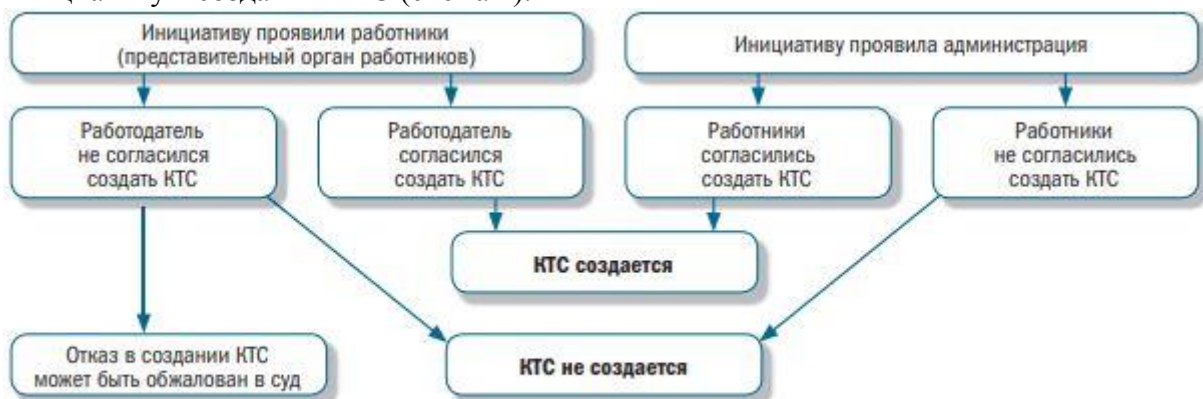 Инициативу проявили работники
(представительный орган работников)
Инициативу проявила администрация
Работодатель
не согласился
создать КТС
Работодатель
согласился
создать КТС
Работники
согласились
создать КТС
Работники
не согласились
создать КТС
КТС создается
Отказ в создании КТС
может быть обжалован в суд
КТС не создается